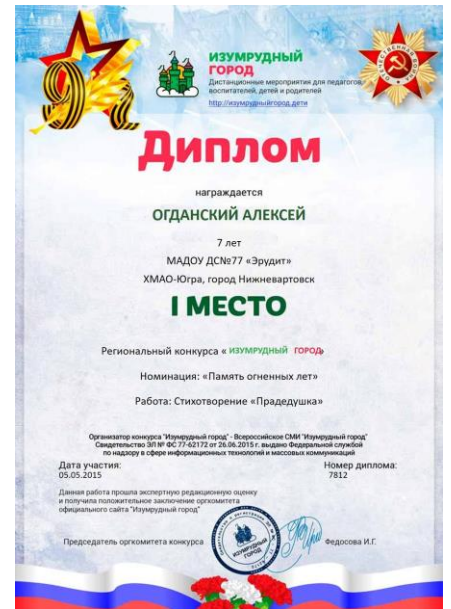 ИЗУМРУДНЫЙ
ГОРОД
Дистанционные мероприятия для педагогов,
воспитателей, детей и родителей
http://изумрудныйгород.дети
ОТЕЧЕСТВЕННАЯ ВОЙНА
Диплом
награждается
ОГДАНСКИЙ АЛЕКСЕЙ
7 лет
МАДОУ ДС№77 «Эрудит»
ХМАО-Югра, город Нижневартовск
I МЕСТО
Региональный конкурса « ИЗУМРУДНЫЙ ГОРОД»
Номинация: «Память огненных лет»
Работа: Стихотворение «Прадедушка»
Организатор конкурса "Изумрудный город" - Всероссийское СМИ "Изумрудный город"
Свидетельство ЭЛ № ФС 77-62172 от 26.06.2015 г. выдано Федеральной службой
по надзору в сфере информационных технологий и массовых коммуникаций
Дата участия:
05.05.2015
Номер диплома:
7812
Данная работа прошла экспертную редакционную оценку
и получила положительное заключение оргкомитета
официального сайта "Изумрудный город"
Председатель оргкомитета конкурса
ИЗУМРУДНЫЙ
ГОРОД
Федосова И.Г.